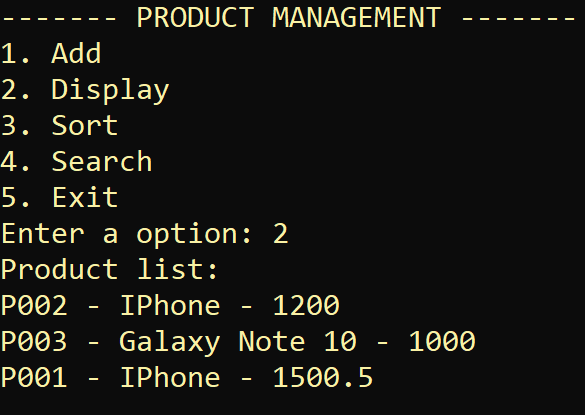 ------- PRODUCT MANAGEMENT -------
1. Add
2. Display
3. Sort
4. Search
5. Exit
Enter a option: 2
Product list:
P002 - IPhone - 1200
P003 - Galaxy Note 10 - 1000
P001 - IPhone - 1500.5